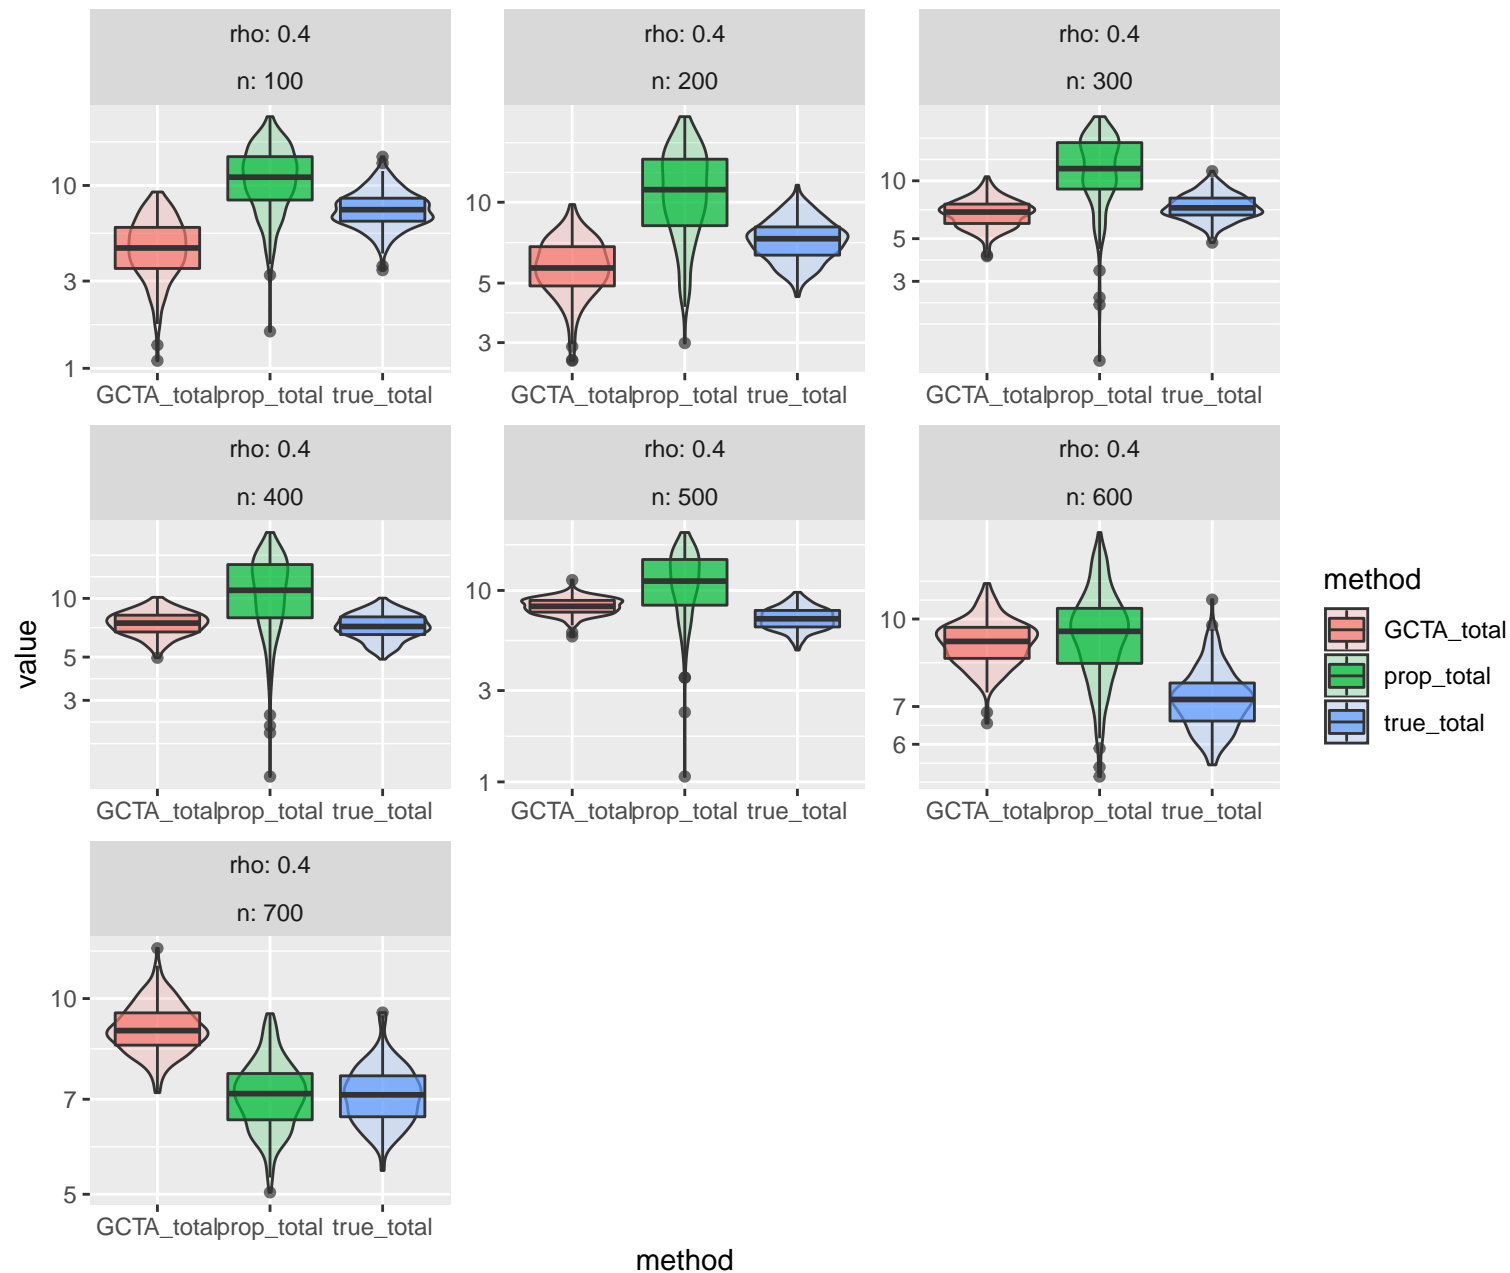 rho: 0.4
n: 100
rho: 0.4
n: 200
rho: 0.4
n: 300
10
3
1
10
5
3
10
5
3
GCTA_total prop_total true_total
GCTA_total prop_total true_total
GCTA_total prop_total true_total
rho: 0.4
n: 400
rho: 0.4
n: 500
rho: 0.4
n: 600
10
5
3
10
3
1
10
7
6
GCTA_total prop_total true_total
GCTA_total prop_total true_total
GCTA_total prop_total true_total
rho: 0.4
n: 700
10
7
5
GCTA_total prop_total true_total
value
method
method
GCTA_total
prop_total
true_total